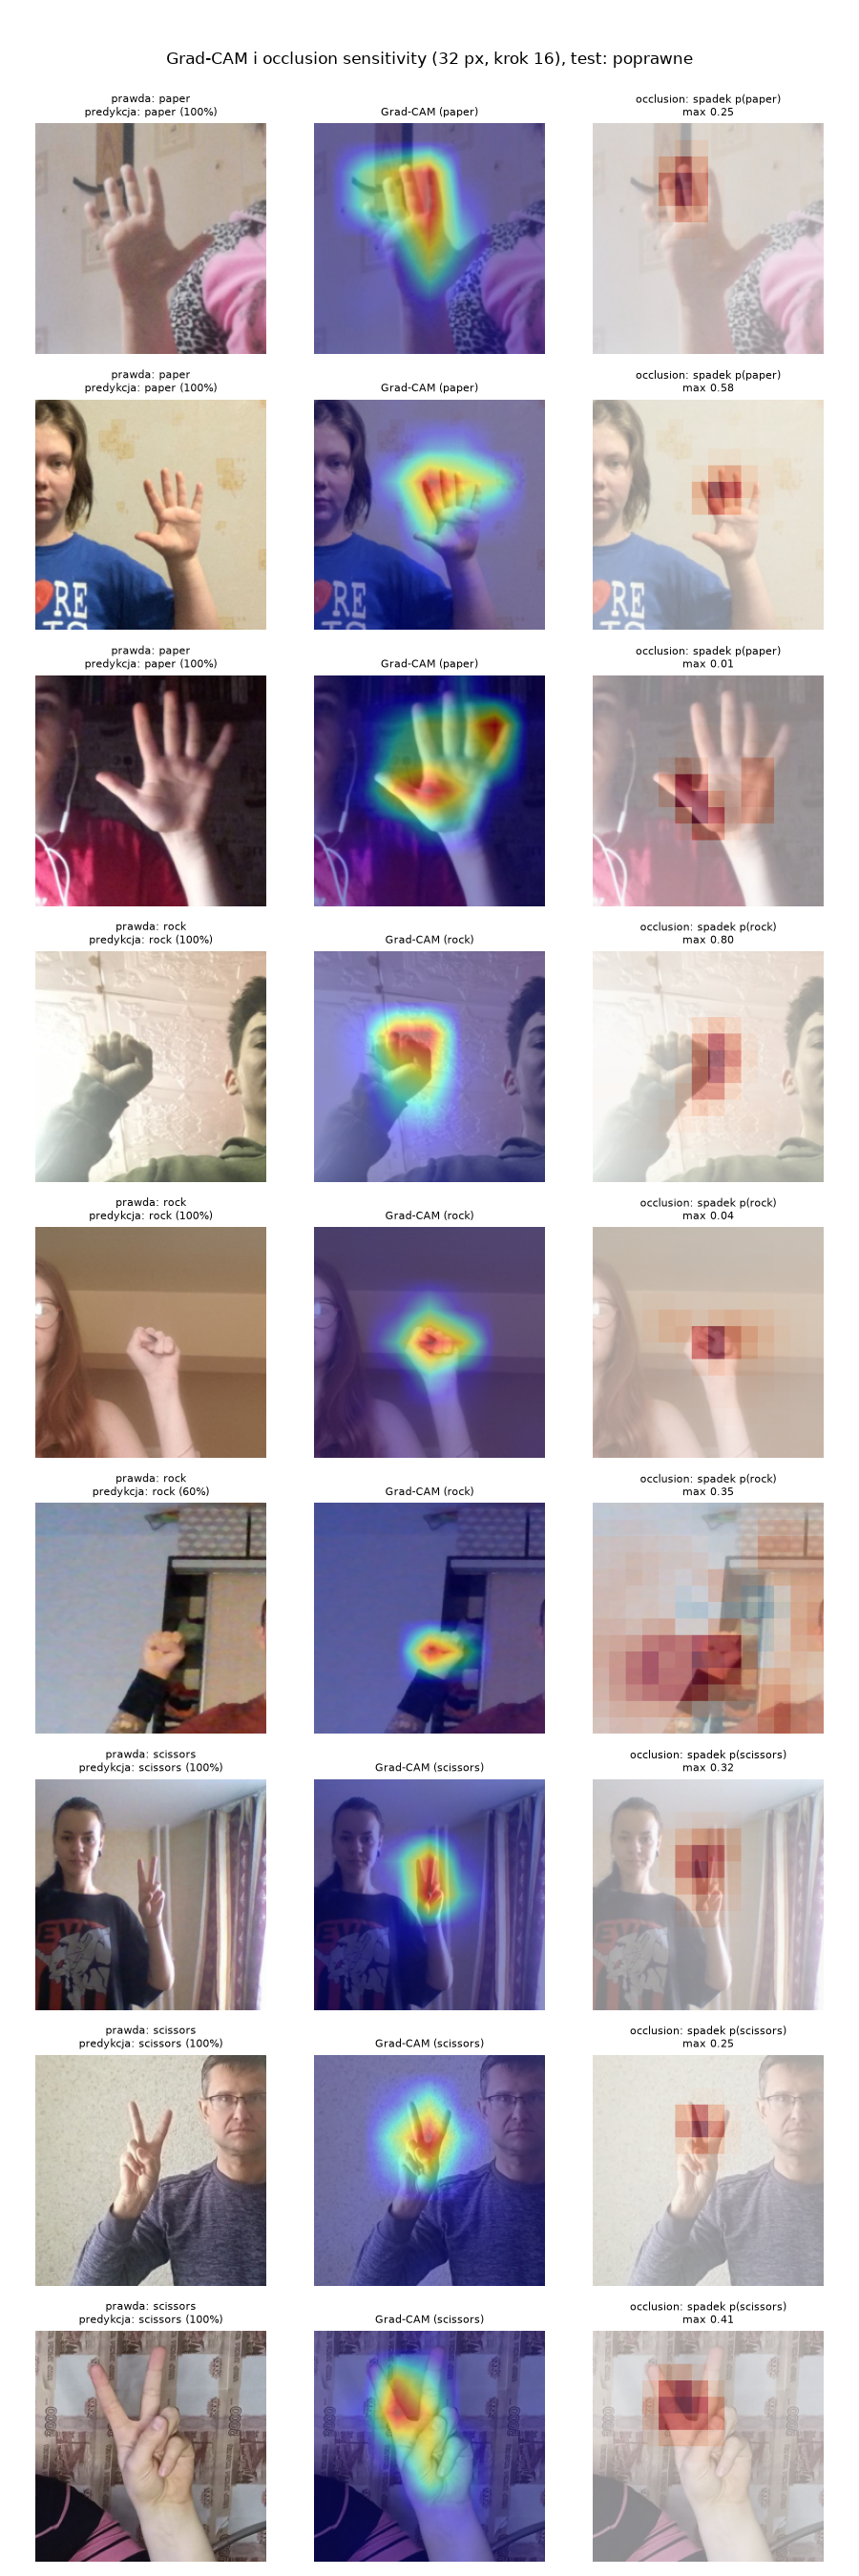 Grad-CAM i occlusion sensitivity (32 px, krok 16), test: poprawne
prawda: paper
predykcja: paper (100%)
Grad-CAM (paper)
occlusion: spadek p(paper)
max 0.25
prawda: paper
predykcja: paper (100%)
Grad-CAM (paper)
occlusion: spadek p(paper)
max 0.58
RE
RE
RE
prawda: paper
predykcja: paper (100%)
Grad-CAM (paper)
occlusion: spadek p(paper)
max 0.01
prawda: rock
predykcja: rock (100%)
Grad-CAM (rock)
occlusion: spadek p(rock)
max 0.80
prawda: rock
predykcja: rock (100%)
Grad-CAM (rock)
occlusion: spadek p(rock)
max 0.04
prawda: rock
predykcja: rock (60%)
Grad-CAM (rock)
occlusion: spadek p(rock)
max 0.35
prawda: scissors
predykcja: scissors (100%)
Grad-CAM (scissors)
occlusion: spadek p(scissors)
max 0.32
prawda: scissors
predykcja: scissors (100%)
Grad-CAM (scissors)
occlusion: spadek p(scissors)
max 0.25
prawda: scissors
predykcja: scissors (100%)
Grad-CAM (scissors)
occlusion: spadek p(scissors)
max 0.41